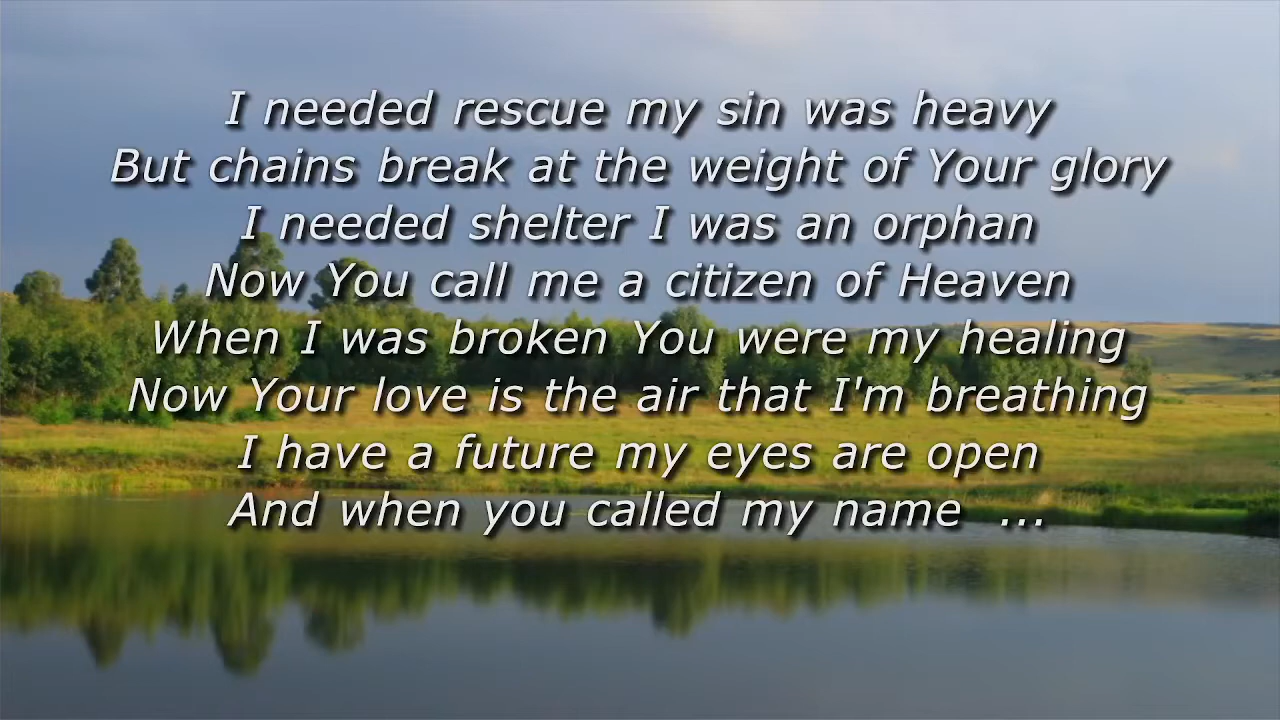 I needed rescue my sin was heavy
But chains break at the weight of Your glory
I needed shelter I was an orphan
Now You call me a citizen of Heaven
When I was broken You were my healing
Now Your love is the air that I'm breathing
I have a future my eyes are open
And when you called my name  ...